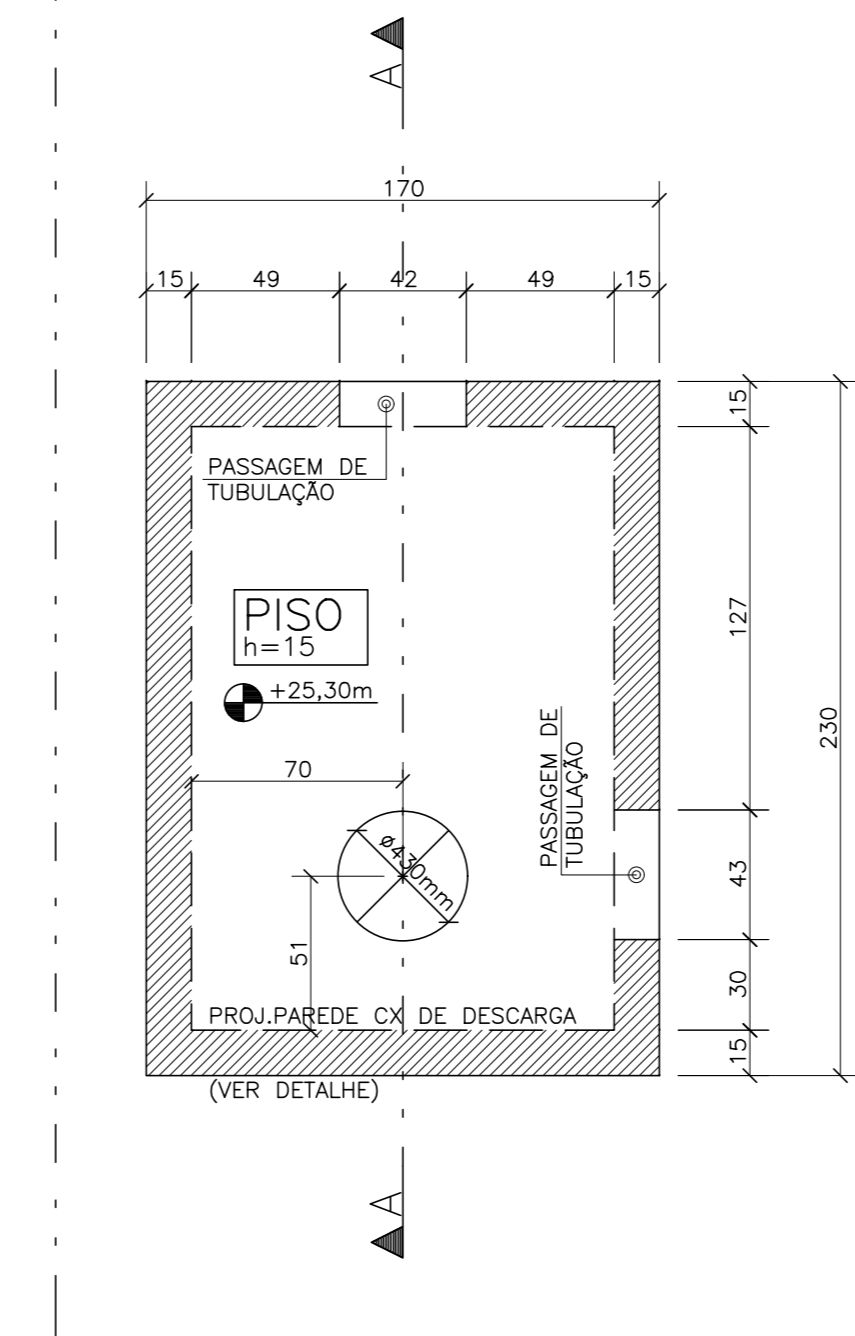 A
170
15 49 42 49 15
15
PASSAGEM DE
TUBULAÇÃO
127
PISO
h=15
+25,30m
230
PASSAGEM DE
TUBULAÇÃO
70
ø430mm
43
51
30
PROJ.PAREDE CX DE DESCARGA
15
(VER DETALHE)
A